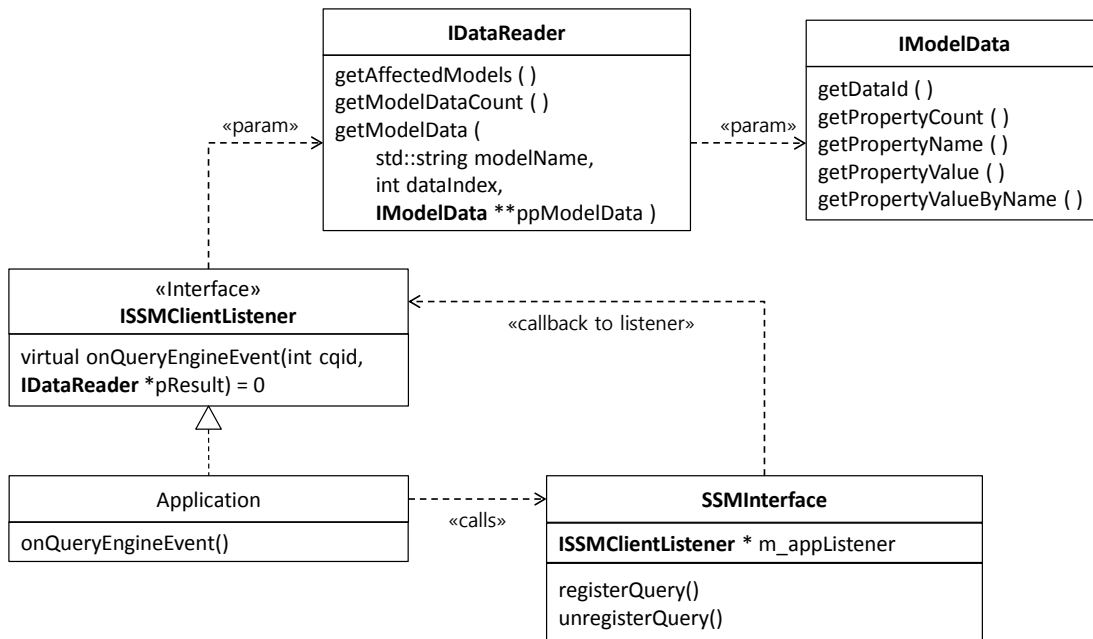 IDataReader
getAffectedModels ( )
getModelDataCount ( )
getModelData (
std::string modelName,
int dataIndex,
IModelData **ppModelData )
«param»
IModelData
getDataId ( )
getPropertyCount ( )
getPropertyName ( )
getPropertyValue ( )
getPropertyValueByName ( )
«param»
«Interface»
ISSMClientListener
virtual onQueryEngineEvent(int cqid,
IDataReader *pResult) = 0
«callback to listener»
Application
onQueryEngineEvent()
«calls»
SSMInterface
ISSMClientListener * m_appListener
registerQuery()
unregisterQuery()